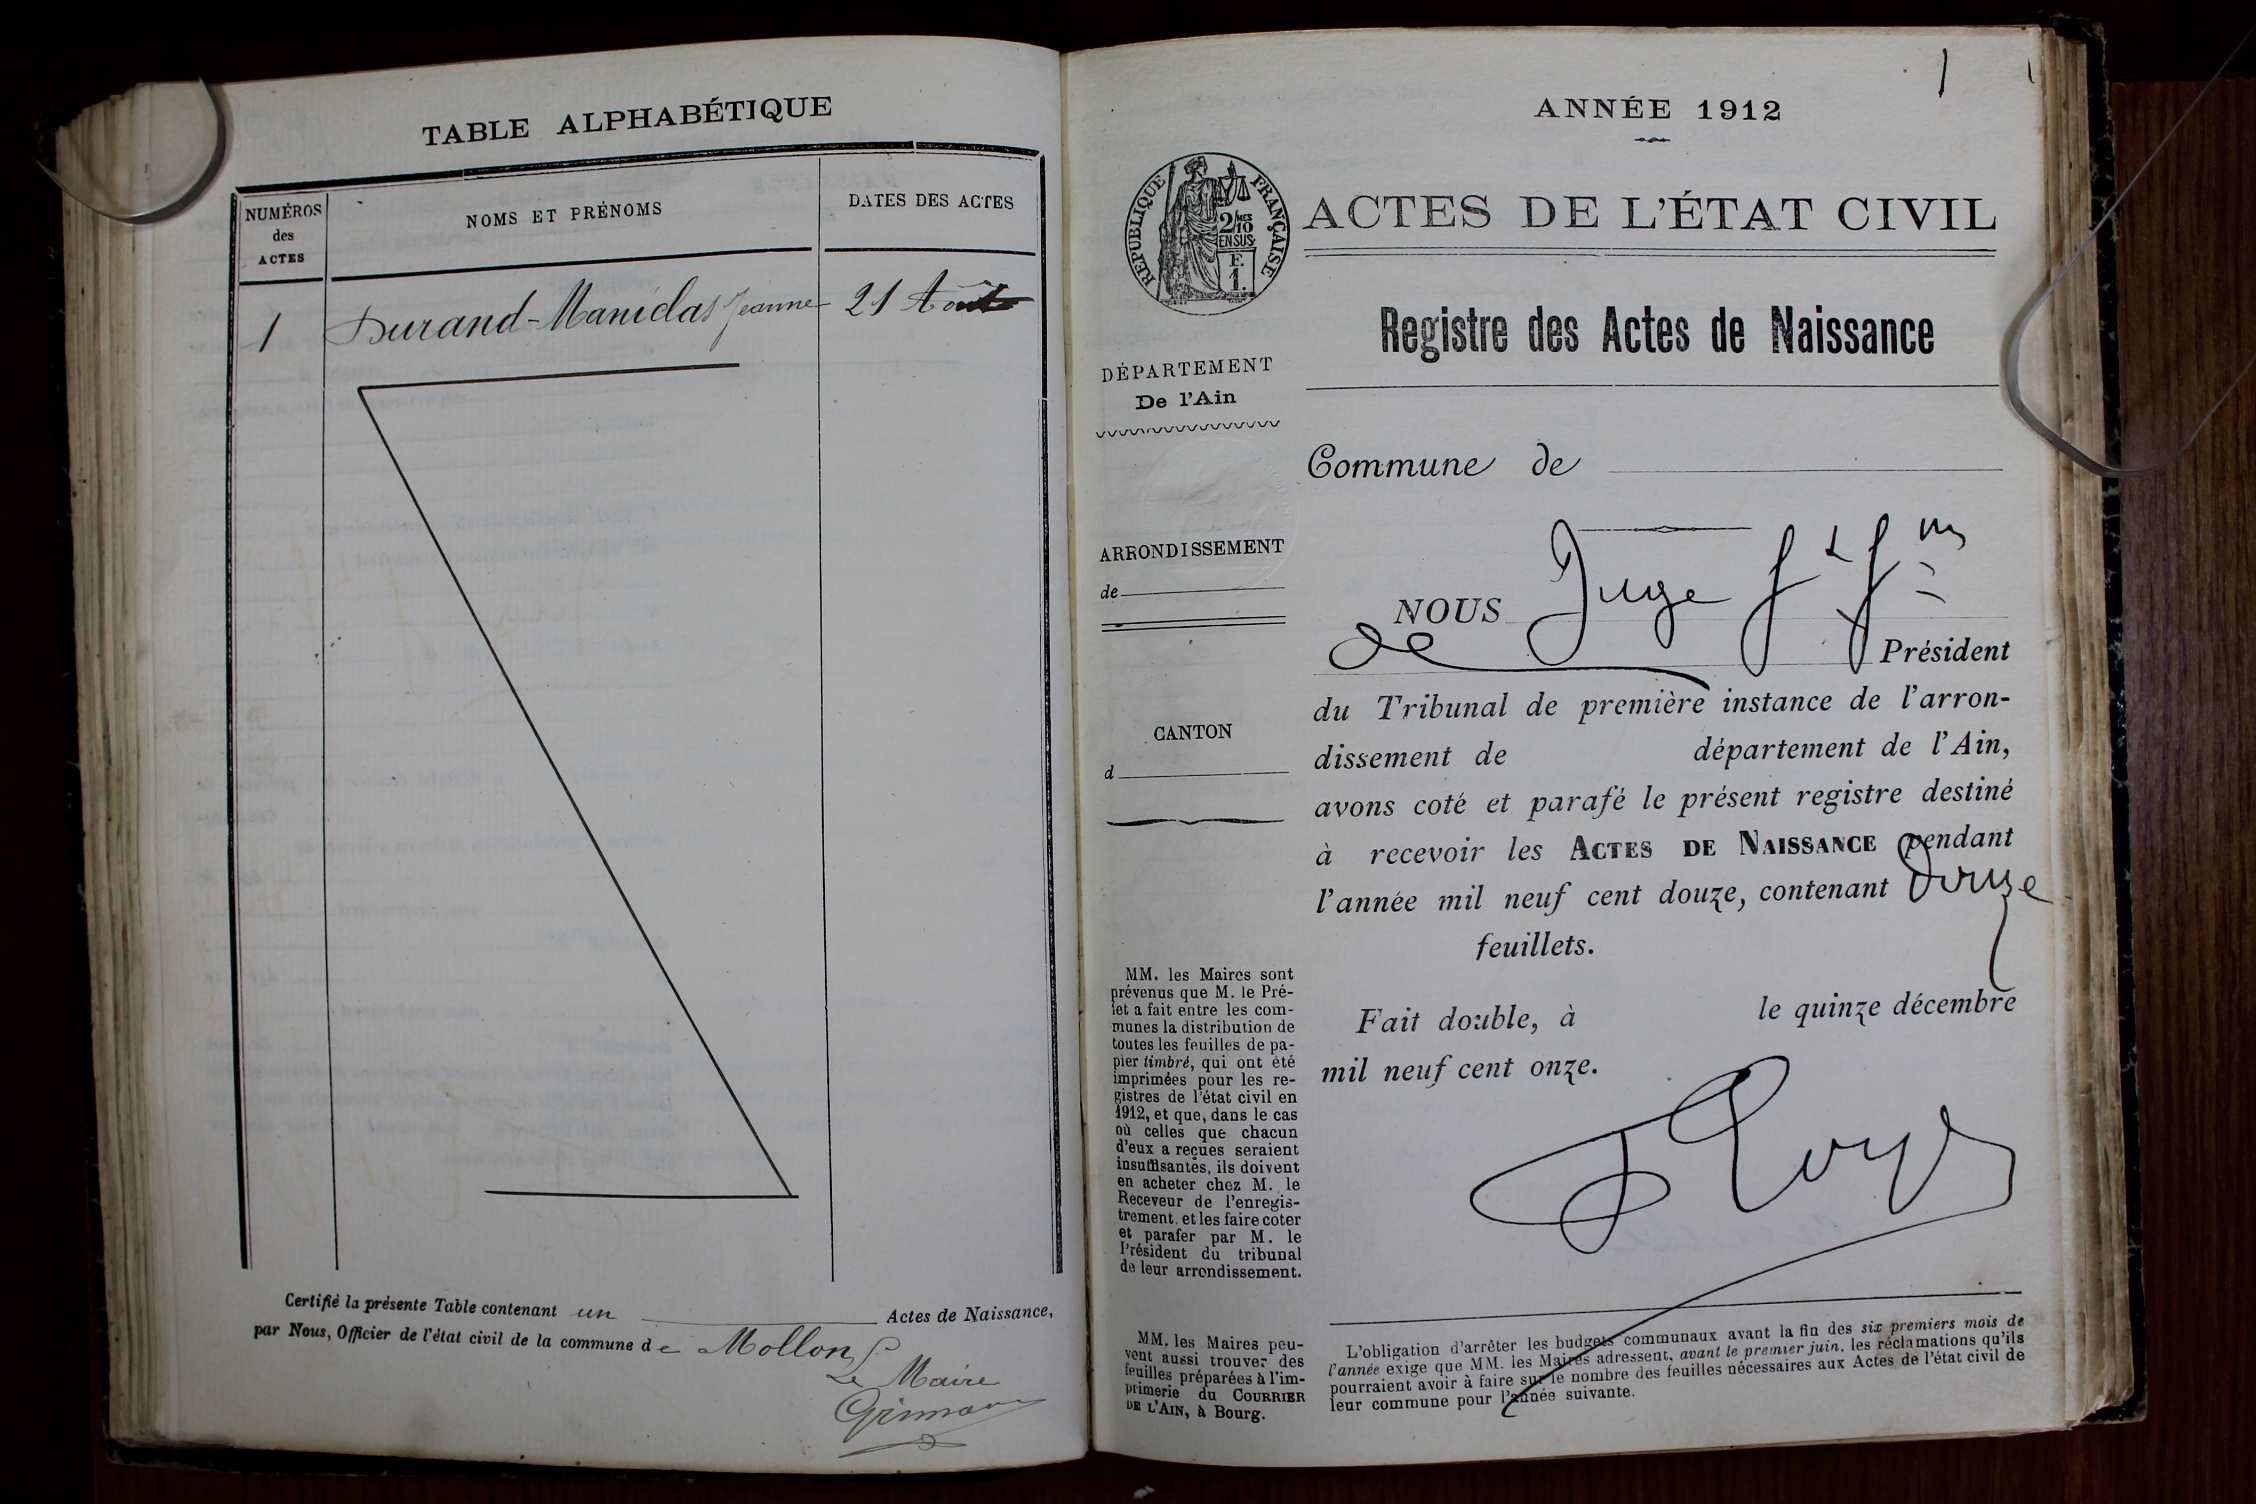 TABLE ALPHABÉTIQUE
NUMÉROS
des
ACTES
NOMS ET PRÉNOMS
DATES DES ACTES
1
Durand-Maniclas Jeanne
21 Août
Certifié la présente Table contenant un Actes de Naissance,
par Nous, Officier de l'état civil de la commune de Mollon
Le Maire
1
ANNÉE 1912
RÉPUBLIQUE FRANÇAISE
2/10 MES
EN SUS
F.
1.
ACTES DE L'ÉTAT CIVIL
Registre des Actes de Naissance
DÉPARTEMENT
De l'Ain
Commune de
ARRONDISSEMENT
de
CANTON
d
NOUS Juge
de Président
du Tribunal de première instance de l'arron-
dissement de département de l'Ain,
avons coté et parafé le présent registre destiné
à recevoir les ACTES DE NAISSANCE pendant
l'année mil neuf cent douze, contenant douze
feuillets.
Fait double, à le quinze décembre
mil neuf cent onze.
MM. les Maires sont
prévenus que M. le Pré-
fet a fait entre les com-
munes la distribution de
toutes les feuilles de pa-
pier timbré, qui ont été
imprimées pour les re-
gistres de l'état civil en
1912, et que, dans le cas
où celles que chacun
d'eux a reçues seraient
insuffisantes, ils doivent
en acheter chez M. le
Receveur de l'enregis-
trement, et les faire coter
et parafer par M. le
Président du tribunal
de leur arrondissement.
MM. les Maires peu-
vent aussi trouver des
feuilles préparées à l'im-
primerie du COURRIER
DE L'AIN, à Bourg.
L'obligation d'arrêter les budgets communaux avant la fin des six premiers mois de
l'année exige que MM. les Maires adressent, avant le premier juin, les réclamations qu'ils
pourraient avoir à faire sur le nombre des feuilles nécessaires aux Actes de l'état civil de
leur commune pour l'année suivante.